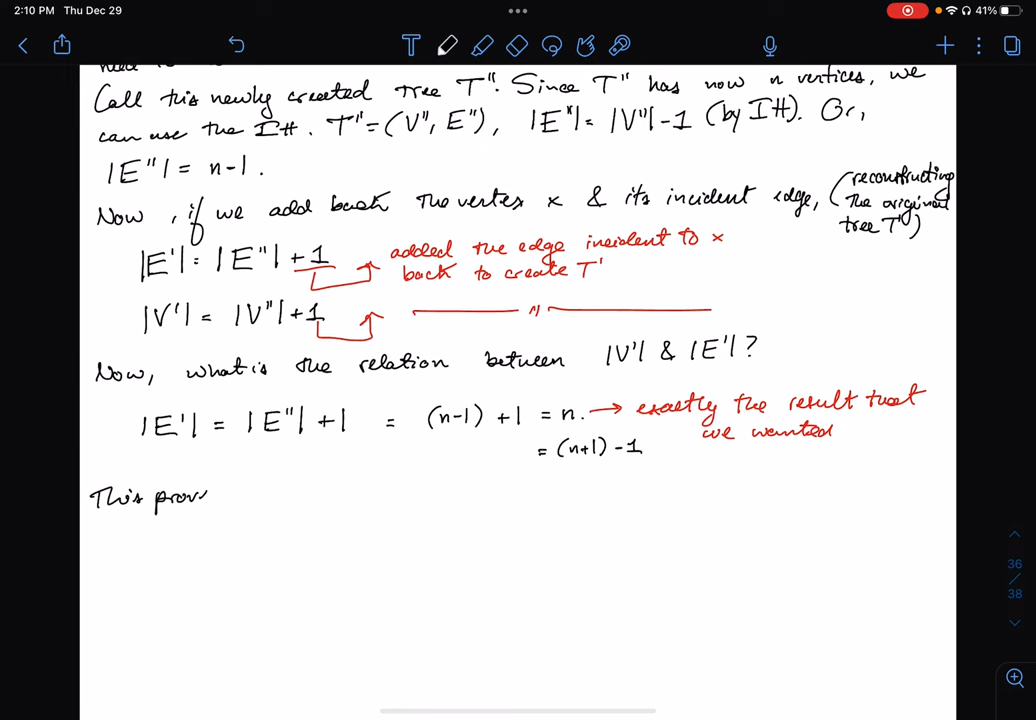 2:10 PM Thu Dec 29
41%
Call this newly created tree T". Since T" has now n vertices, we
can use the IH. T" = (V", E"), |E"| = |V"| - 1 (by IH). Or,
|E"| = n-1.
Now, if we add back the vertex x & its incident edge, (reconstructing the original tree T')
|E'| = |E"| + 1 added the edge incident to x
back to create T'
|V'| = |V"| + 1 — " —
Now, what is the relation between |V'| & |E'|?
|E'| = |E"| + 1 = (n-1) + 1 = n. → exactly the result that
we wanted
= (n+1) - 1
This prov
36
/
38